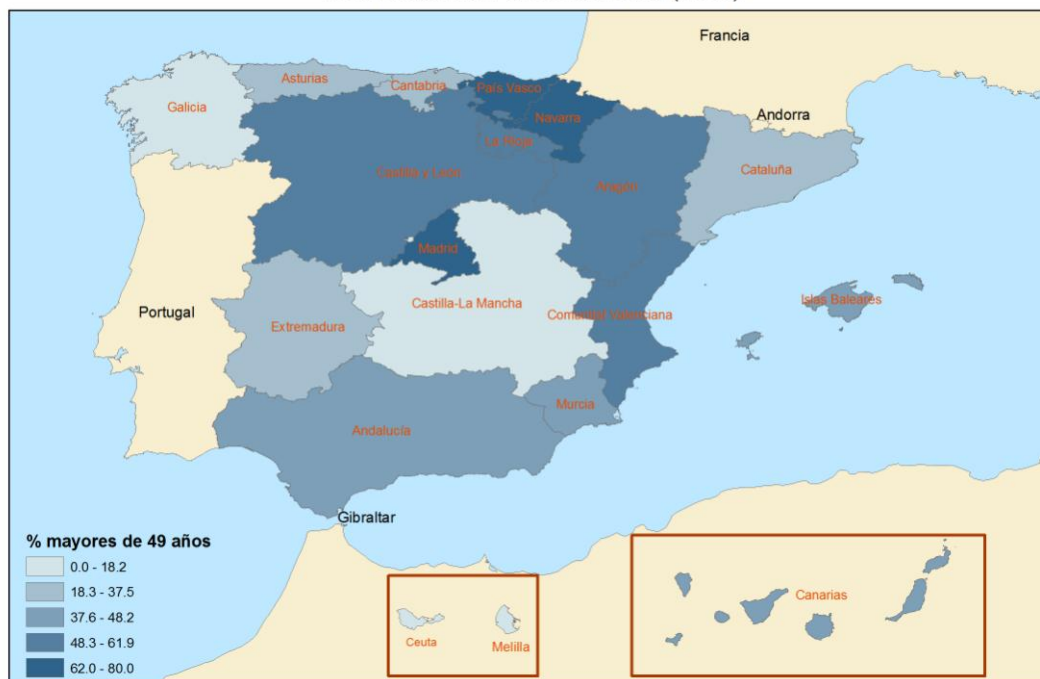 Francia
Asturias
Cantabria
País Vasco
Galicia
Andorra
Navarra
La Rioja
Cataluña
Castilla y León
Aragón
Madrid
Castilla-La Mancha
Islas Baleares
Portugal
Comunitat Valenciana
Extremadura
Murcia
Andalucía
Gibraltar
% mayores de 49 años
0.0 - 18.2
18.3 - 37.5
37.6 - 48.2
48.3 - 61.9
62.0 - 80.0
Canarias
Ceuta
Melilla